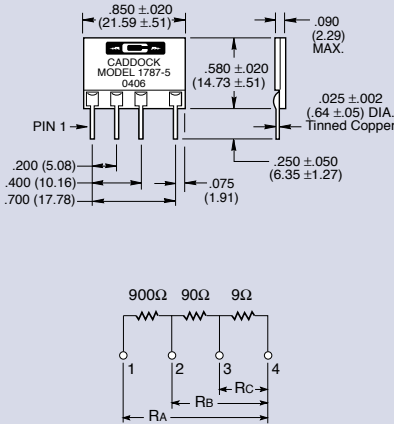 .850 ±.020
(21.59 ±.51)
.090
(2.29)
MAX.
CADDOCK
MODEL 1787-5
0406
.580 ±.020
(14.73 ±.51)
.025 ±.002
(.64 ±.05) DIA.
Tinned Copper
PIN 1
.250 ±.050
(6.35 ±1.27)
.200 (5.08)
.400 (10.16)
.700 (17.78)
.075
(1.91)
900Ω 90Ω 9Ω
1 2 3 4
RC
RB
RA